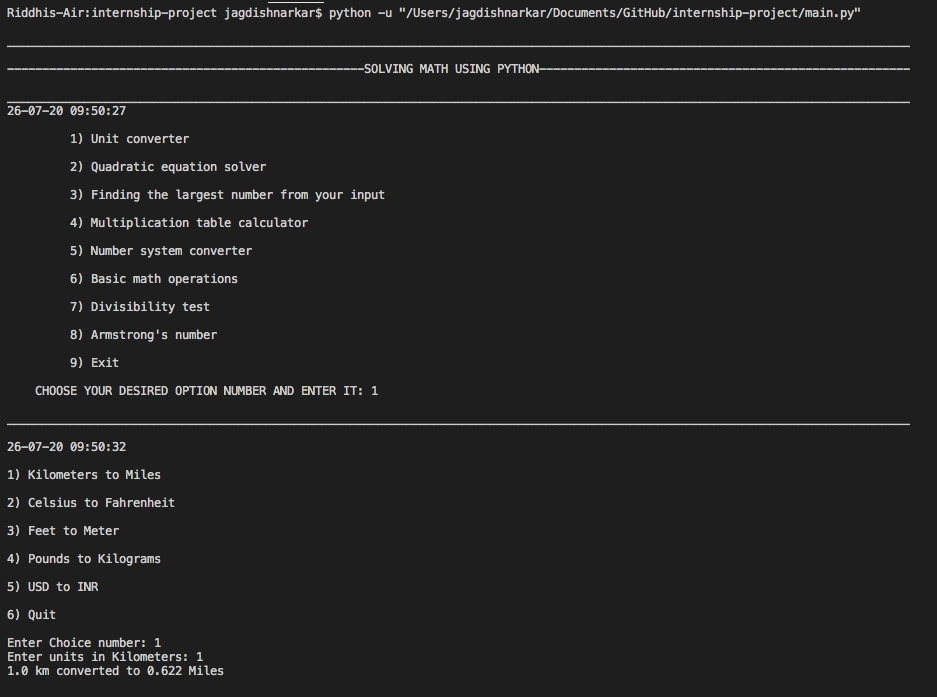 Riddhis-Air:internship-project jagdishnarkar$ python -u "/Users/jagdishnarkar/Documents/GitHub/internship-project/main.py"
---------------------------------------------------SOLVING MATH USING PYTHON-----------------------------------------------------
26-07-20 09:50:27
1) Unit converter
2) Quadratic equation solver
3) Finding the largest number from your input
4) Multiplication table calculator
5) Number system converter
6) Basic math operations
7) Divisibility test
8) Armstrong's number
9) Exit
CHOOSE YOUR DESIRED OPTION NUMBER AND ENTER IT: 1
26-07-20 09:50:32
1) Kilometers to Miles
2) Celsius to Fahrenheit
3) Feet to Meter
4) Pounds to Kilograms
5) USD to INR
6) Quit
Enter Choice number: 1
Enter units in Kilometers: 1
1.0 km converted to 0.622 Miles